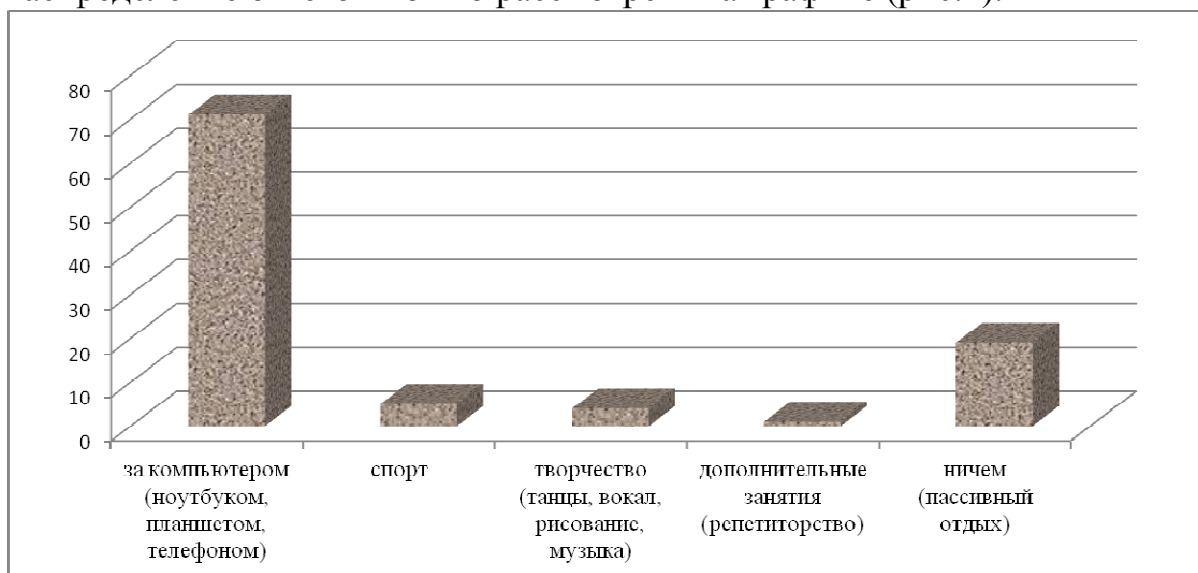 80
70
60
50
40
30
20
10
0
за компьютером
(ноутбуком,
планшетом,
телефоном)
спорт
творчество
(танцы, вокал,
рисование,
музыка)
дополнительные
занятия
(репетиторство)
ничем
(пассивный
отдых)